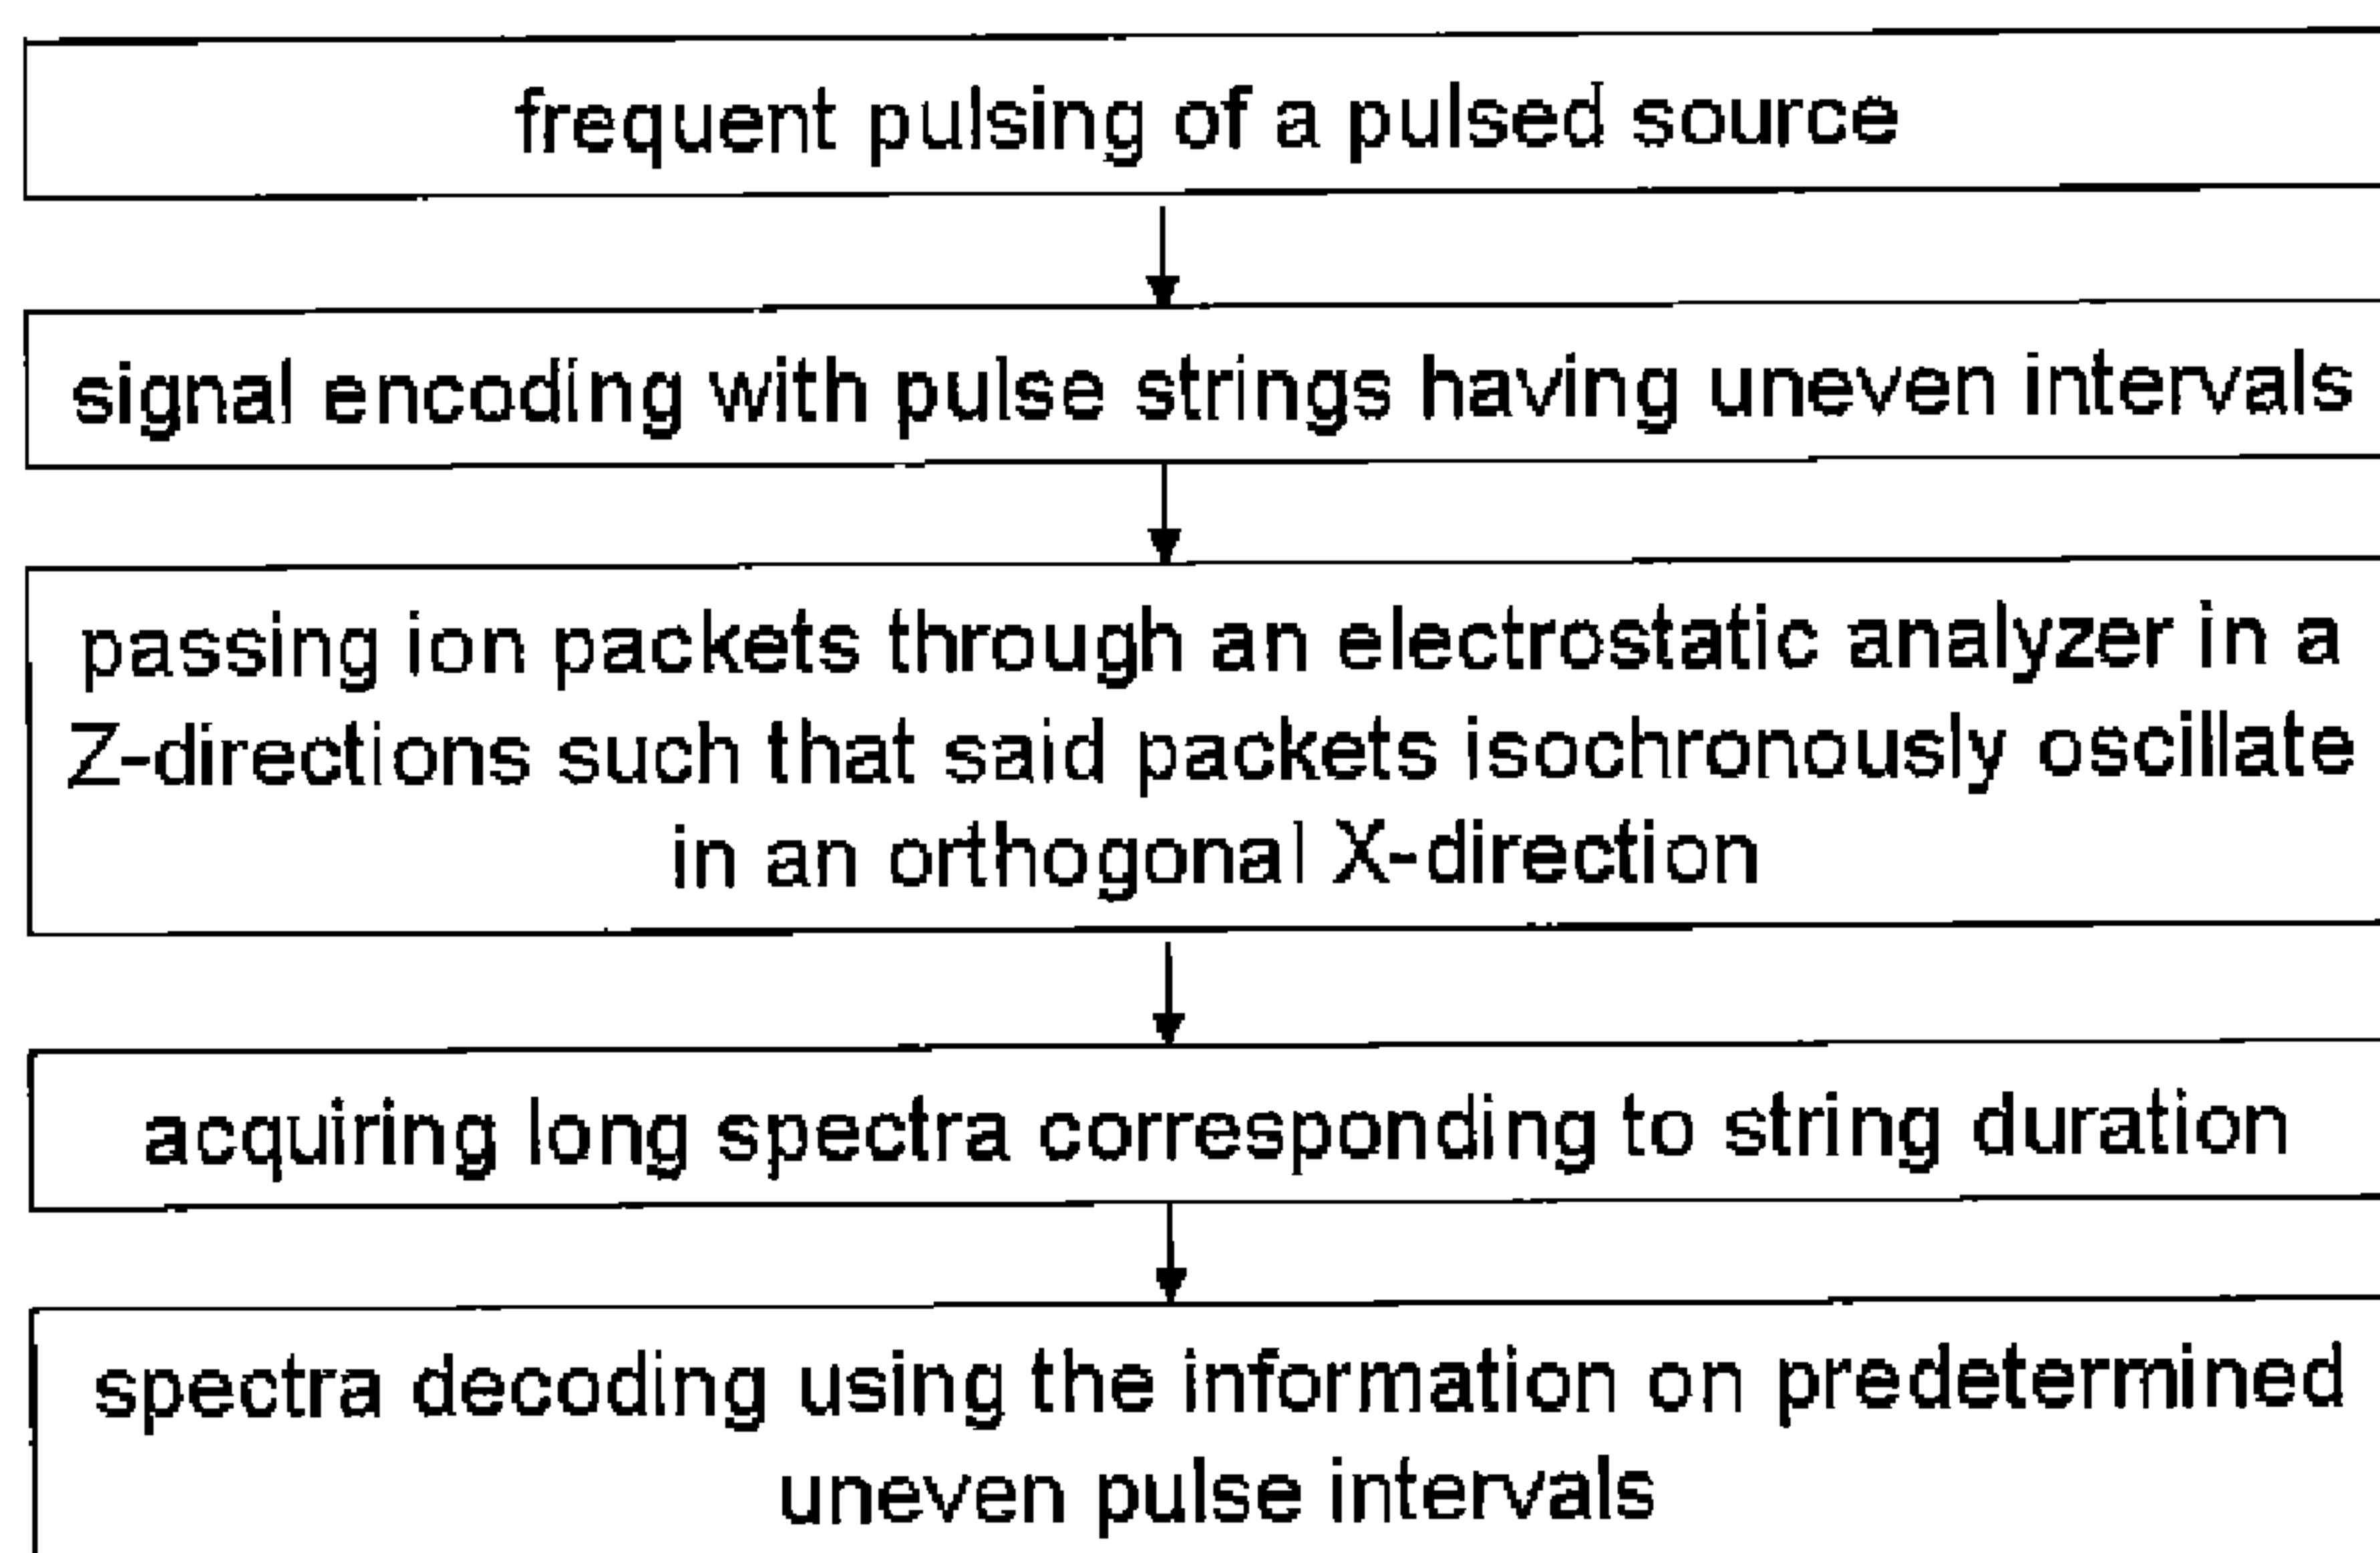 frequent pulsing of a pulsed source
signal encoding with pulse strings having uneven intervals
passing ion packets through an electrostatic analyzer in a
Z-directions such that said packets isochronously oscillate
in an orthogonal X-direction
acquiring long spectra corresponding to string duration
spectra decoding using the information on predetermined
uneven pulse intervals